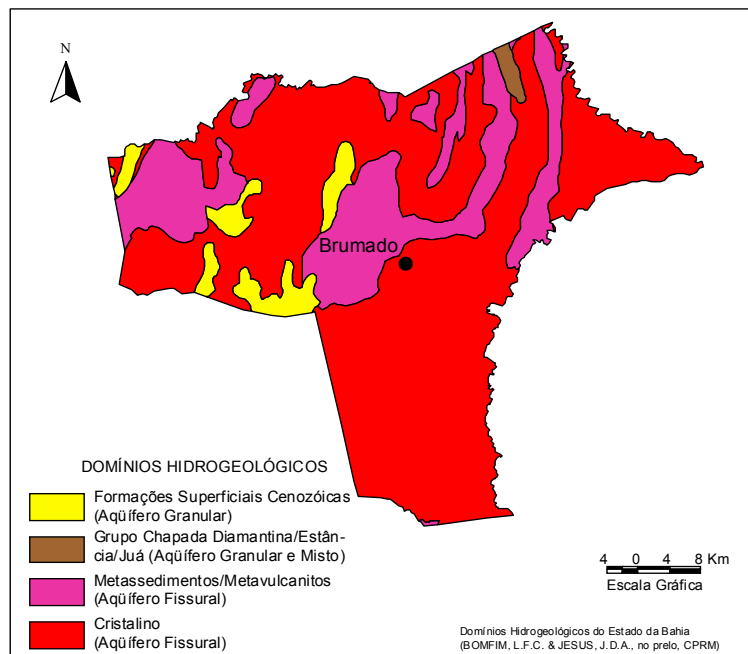 N
Brumado
DOMÍNIOS HIDROGEOLÓGICOS
Formações Superficiais Cenozóicas
(Aqüífero Granular)
Grupo Chapada Diamantina/Estân-
cia/Juá (Aqüífero Granular e Misto)
Metassedimentos/Metavulcanitos
(Aqüífero Fissural)
Cristalino
(Aqüífero Fissural)
4 0 4 8 Km
Escala Gráfica
Domínios Hidrogeológicos do Estado da Bahia
(BOMFIM, L.F.C. & JESUS, J.D.A., no prelo, CPRM)